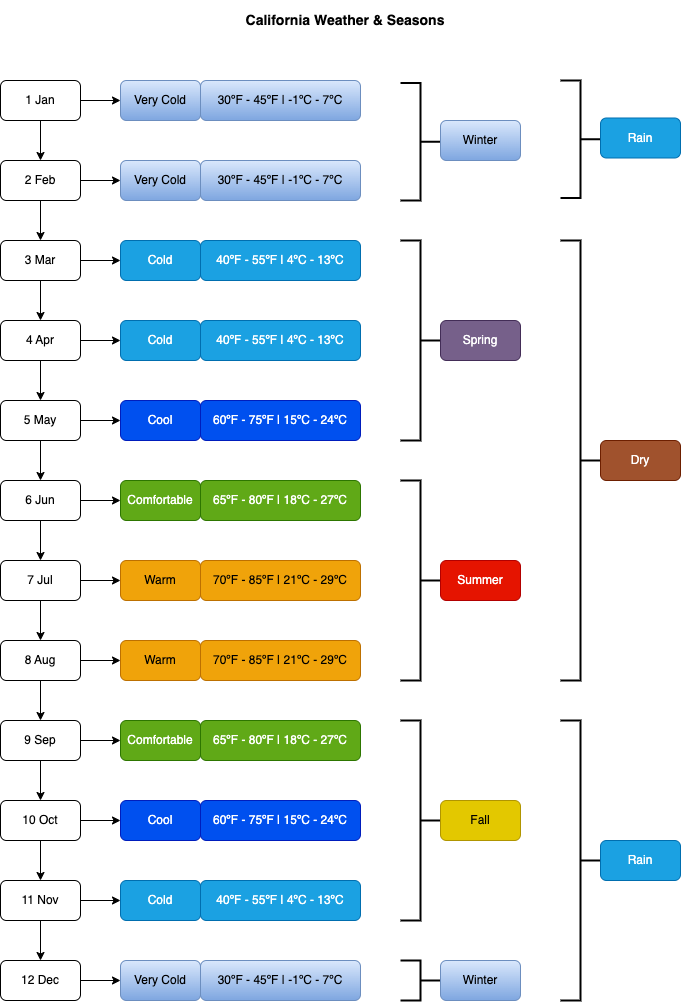 California Weather & Seasons
1 Jan
Very Cold
30°F - 45°F | -1°C - 7°C
Winter
Rain
2 Feb
Very Cold
30°F - 45°F | -1°C - 7°C
3 Mar
Cold
40°F - 55°F | 4°C - 13°C
4 Apr
Cold
40°F - 55°F | 4°C - 13°C
Spring
5 May
Cool
60°F - 75°F | 15°C - 24°C
Dry
6 Jun
Comfortable
65°F - 80°F | 18°C - 27°C
7 Jul
Warm
70°F - 85°F | 21°C - 29°C
Summer
8 Aug
Warm
70°F - 85°F | 21°C - 29°C
9 Sep
Comfortable
65°F - 80°F | 18°C - 27°C
10 Oct
Cool
60°F - 75°F | 15°C - 24°C
Fall
Rain
11 Nov
Cold
40°F - 55°F | 4°C - 13°C
12 Dec
Very Cold
30°F - 45°F | -1°C - 7°C
Winter